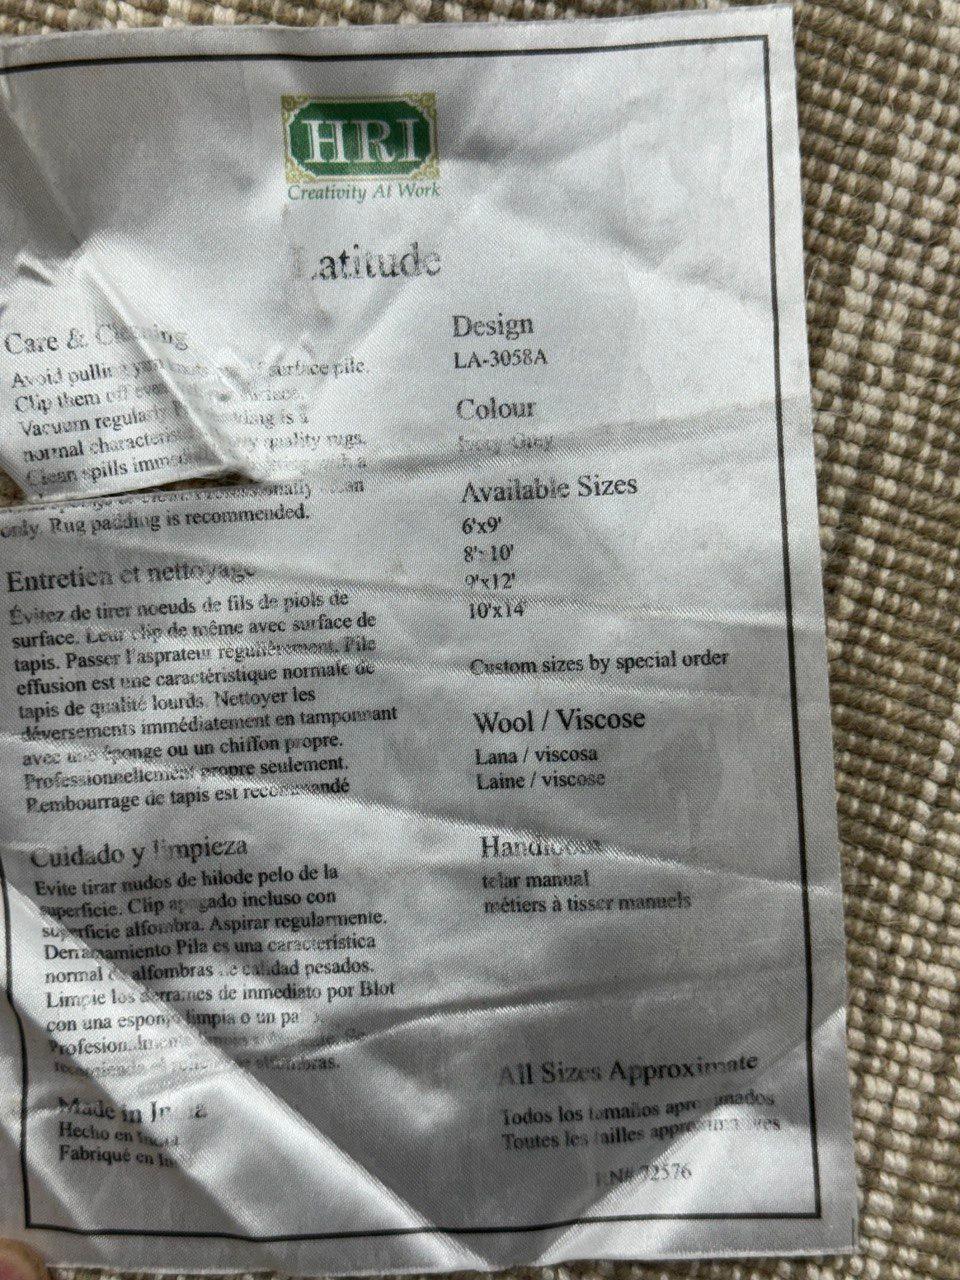 HRI
Creativity At Work
Latitude
Care &
Avoid surface pile.
Clip them
Vacuum is
normal quality rugs.
Clean spills with a
only. Rug padding is recommended.
Entretien et nettoyage
Évitez de tirer noeuds de fils de piols de
surface. Leur clip de même avec surface de
tapis. Passer l'asprateur regulièrement. Pile
effusion est une caractéristique normale de
tapis de qualité lourds. Nettoyer les
déversements immédiatement en tamponnant
avec une éponge ou un chiffon propre.
Professionnellement propre seulement.
Rembourrage de tapis est recommandé
Cuidado y limpieza
Evite tirar nudos de hilode pelo de la
superficie. Clip incluso con
superficie alfombra. Aspirar regularmente.
Derramamiento Pila es una característica
normal alfombras de calidad pesados.
Limpie los derrames de inmediato por Blot
con una esponja limpia o un
Made in
Hecho en
Fabriqué en
Design
LA-3058A
Colour
Ivory-Grey
Available Sizes
6'x9'
8'x10'
9'x12'
10'x14'
Custom sizes by special order
Wool / Viscose
Lana / viscosa
Laine / viscose
telar manual
métiers à tisser manuels
All Sizes Approximate
Todos los tamaños
Toutes les tailles
72576